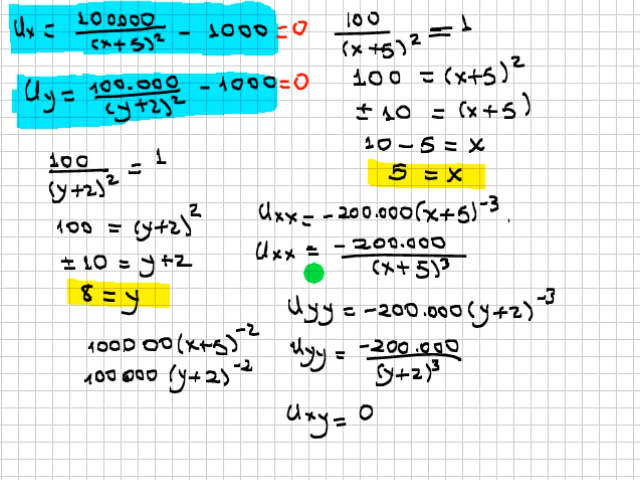 Ux = 100.000/(x+5)² - 1000 = 0
Uy = 100.000/(y+2)² - 1000 = 0
100/(y+2)² = 1
100 = (y+2)²
± 10 = y+2
8 = y
100000(x+5)⁻²
100000(y+2)⁻²
100/(x+5)² = 1
100 = (x+5)²
± 10 = (x+5)
10 - 5 = x
5 = x
Uxx = -200.000(x+5)⁻³
Uxx = -200.000/(x+5)³
Uyy = -200.000(y+2)⁻³
Uyy = -200.000/(y+2)³
Uxy = 0